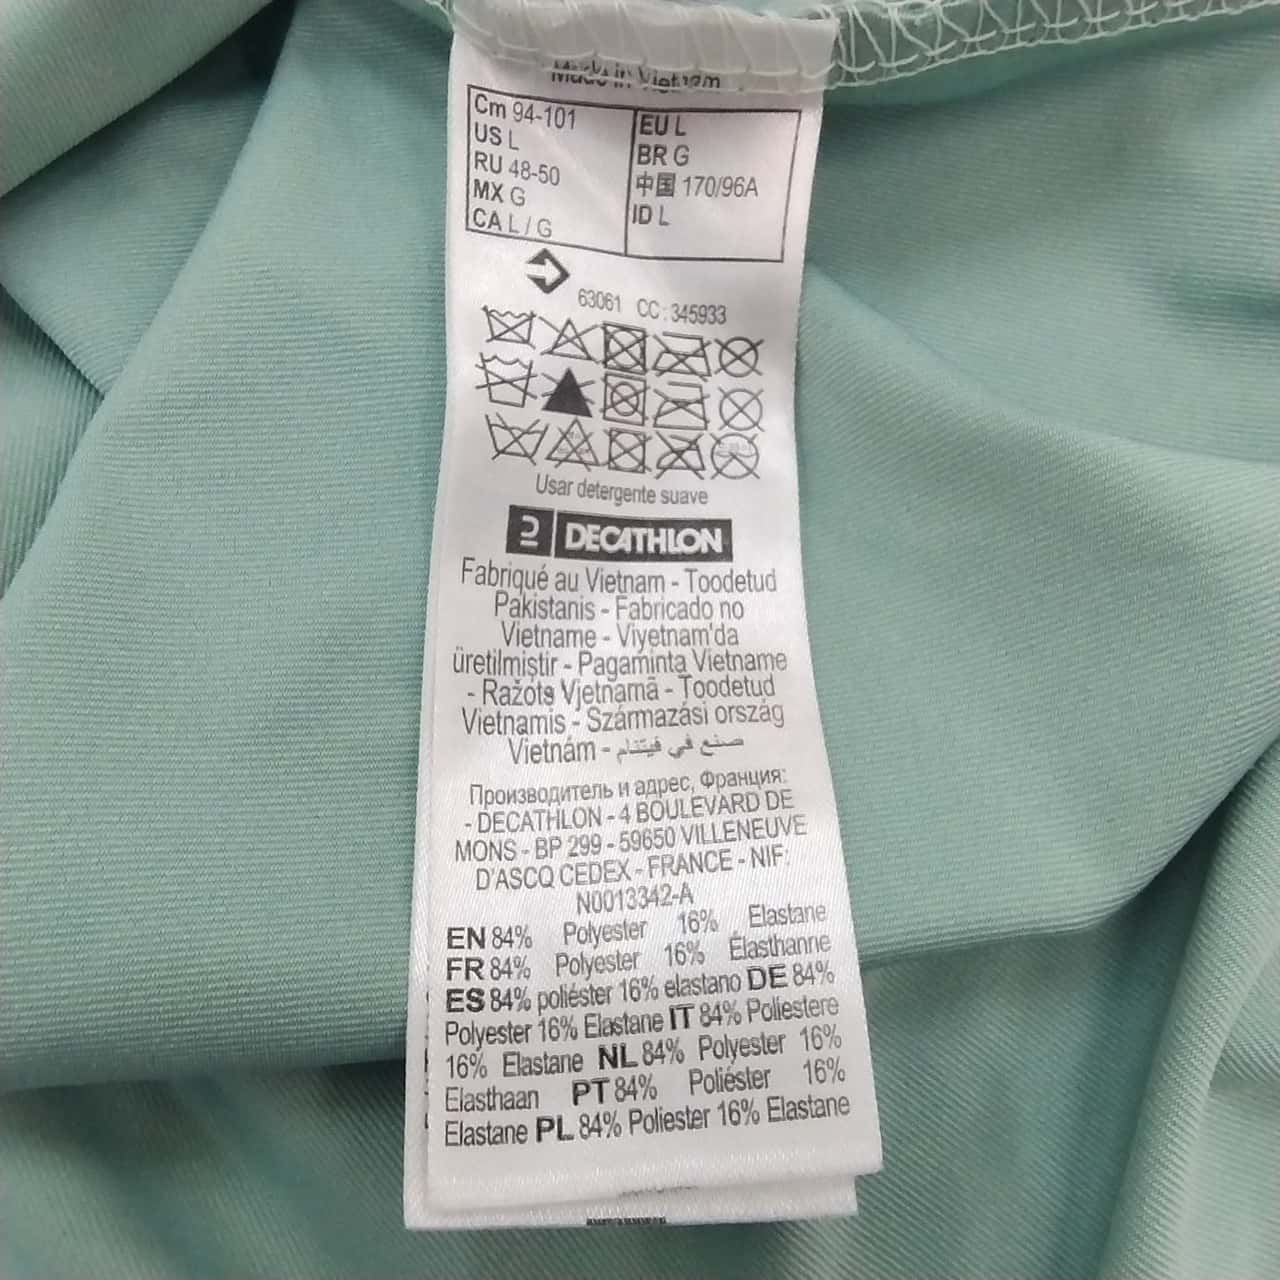 Made in Vietnam
Cm 94-101
US L
RU 48-50
MX G
CA L / G
EU L
BR G
中国 170/96A
ID L
63061 CC : 345933
Usar detergente suave
DECATHLON
Fabriqué au Vietnam - Toodetud
Pakistanis - Fabricado no
Vietname - Viyetnam'da
üretilmiştir - Pagaminta Vietname
- Ražots Vjetnamā - Toodetud
Vietnamis - Származási ország
Vietnám - صنع في فيتنام
Производитель и адрес, Франция:
- DECATHLON - 4 BOULEVARD DE
MONS - BP 299 - 59650 VILLENEUVE
D'ASCQ CEDEX - FRANCE - NIF:
N0013342-A
EN 84% Polyester 16% Elastane
FR 84% Polyester 16% Élasthanne
ES 84% poliéster 16% elastano DE 84%
Polyester 16% Elastane IT 84% Poliestere
16% Elastane NL 84% Polyester 16%
Elasthaan PT 84% Poliéster 16%
Elastane PL 84% Poliester 16% Elastane